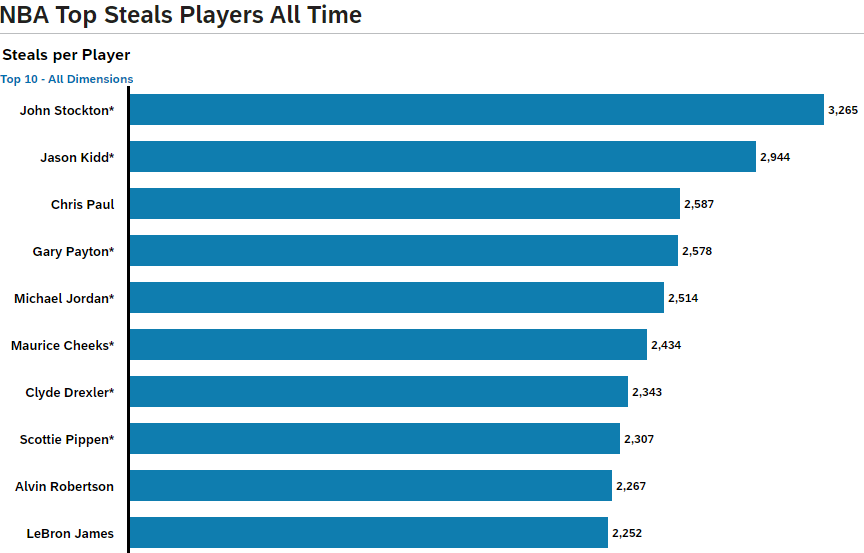 NBA Top Steals Players All Time
Steals per Player
Top 10 - All Dimensions
John Stockton* 3,265
Jason Kidd* 2,944
Chris Paul 2,587
Gary Payton* 2,578
Michael Jordan* 2,514
Maurice Cheeks* 2,434
Clyde Drexler* 2,343
Scottie Pippen* 2,307
Alvin Robertson 2,267
LeBron James 2,252